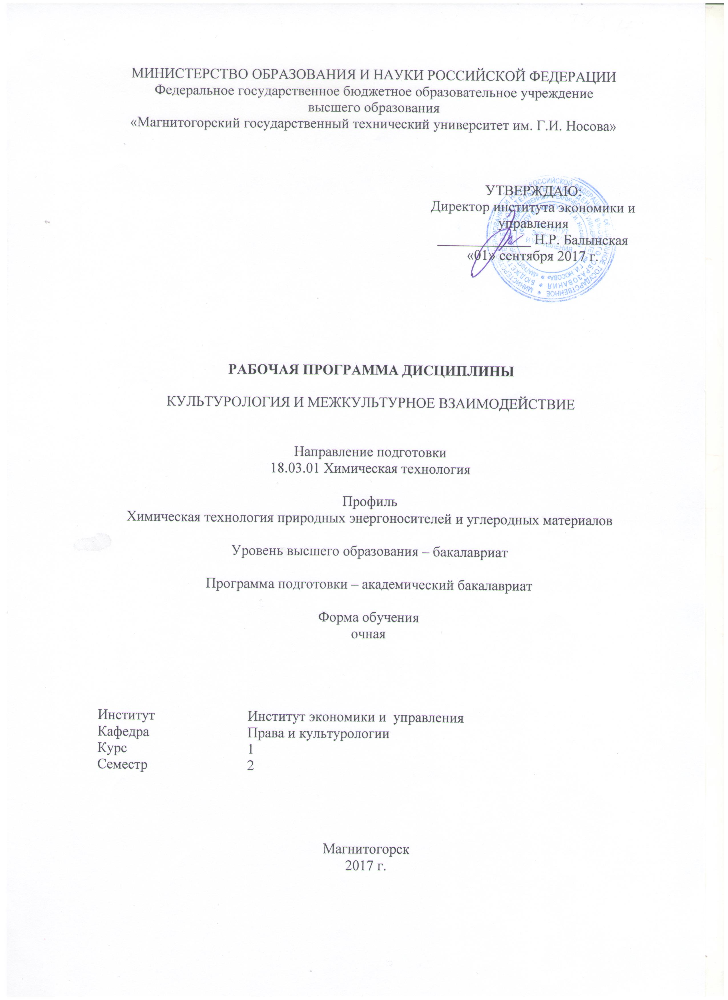 МИНИСТЕРСТВО ОБРАЗОВАНИЯ И НАУКИ РОССИЙСКОЙ ФЕДЕРАЦИИ
Федеральное государственное бюджетное образовательное учреждение
высшего образования
«Магнитогорский государственный технический университет им. Г.И. Носова»
УТВЕРЖДАЮ:
Директор института экономики и
управления
Н.Р. Балынская
«01» сентября 2017 г.
РАБОЧАЯ ПРОГРАММА ДИСЦИПЛИНЫ
КУЛЬТУРОЛОГИЯ И МЕЖКУЛЬТУРНОЕ ВЗАИМОДЕЙСТВИЕ
Направление подготовки
18.03.01 Химическая технология
Профиль
Химическая технология природных энергоносителей и углеродных материалов
Уровень высшего образования – бакалавриат
Программа подготовки – академический бакалавриат
Форма обучения
очная
Институт Институт экономики и управления
Кафедра Права и культурологии
Курс 1
Семестр 2
Магнитогорск
2017 г.